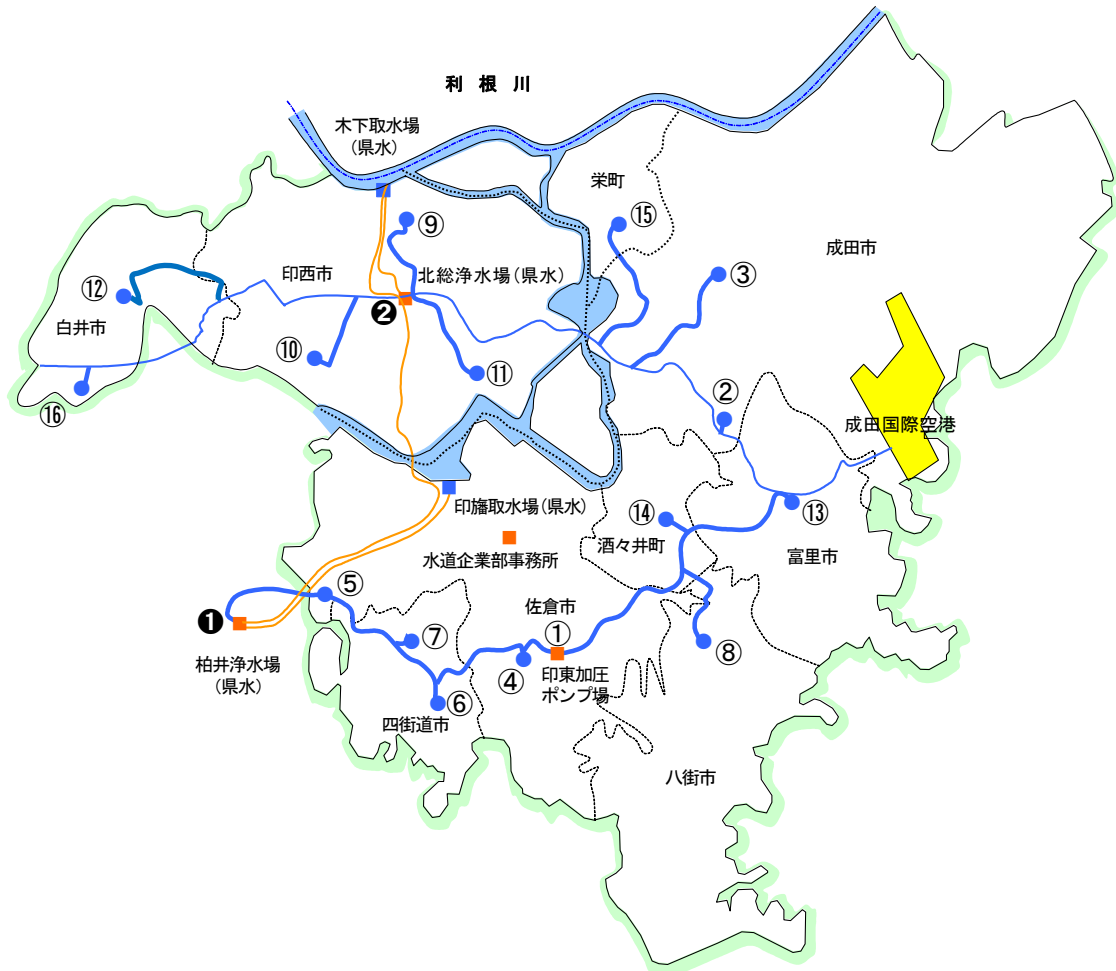 利根川
木下取水場
(県水)
栄町
⑮
⑨
成田市
③
印西市
北総浄水場(県水)
⑫
❷
白井市
⑩
⑪
⑯
②
成田国際空港
印旛取水場(県水)
⑭
⑬
水道企業部事務所
酒々井町
富里市
⑤
佐倉市
❶
⑦
①
⑧
柏井浄水場
(県水)
④
印東加圧
ポンプ場
⑥
四街道市
八街市